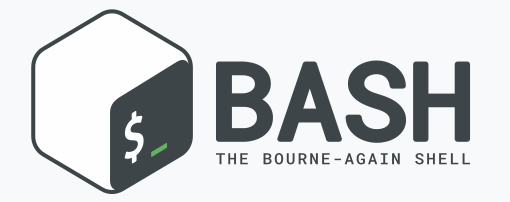 $_
BASH
THE BOURNE-AGAIN SHELL